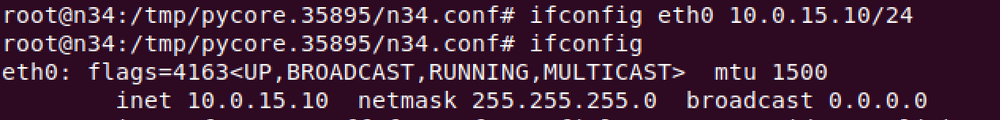 root@n34:/tmp/pycore.35895/n34.conf# ifconfig eth0 10.0.15.10/24
root@n34:/tmp/pycore.35895/n34.conf# ifconfig
eth0: flags=4163<UP,BROADCAST,RUNNING,MULTICAST>  mtu 1500
        inet 10.0.15.10  netmask 255.255.255.0  broadcast 0.0.0.0